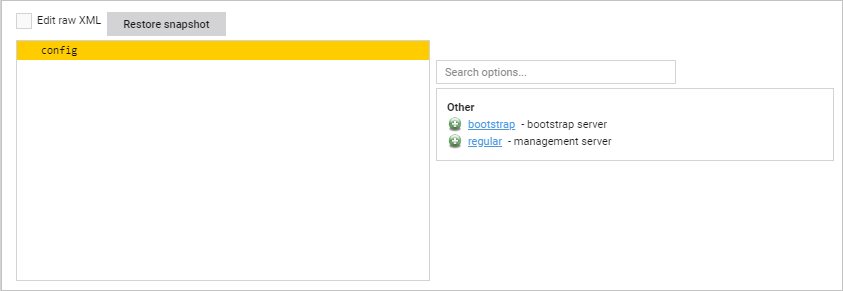 Edit raw XML
Restore snapshot
config
Search options...
Other
bootstrap - bootstrap server
regular - management server